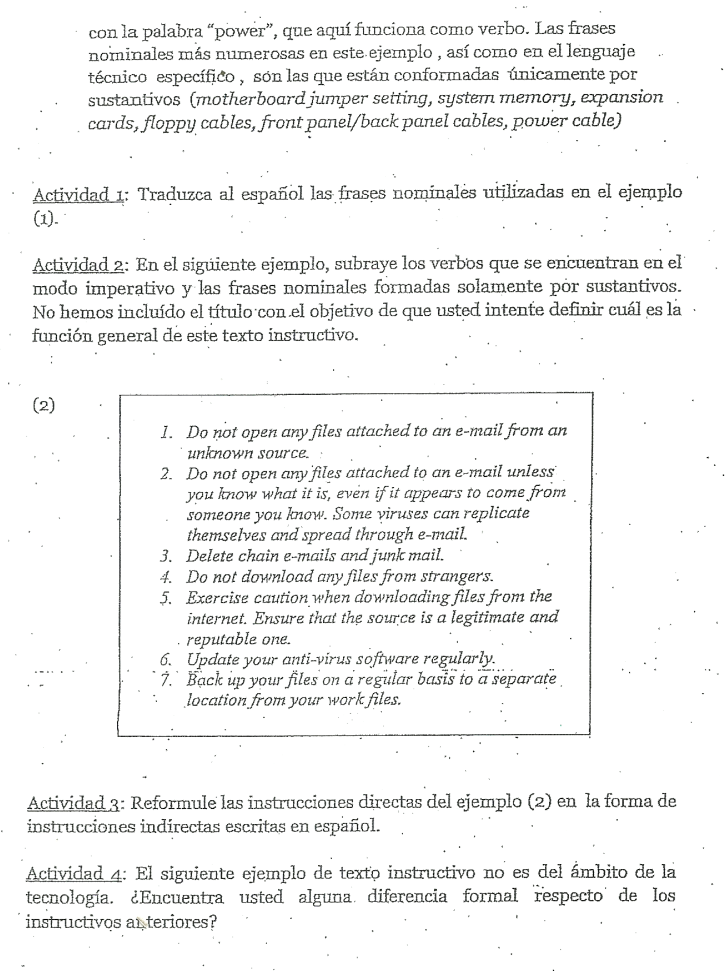 con la palabra “power”, que aquí funciona como verbo. Las frases
nominales más numerosas en este ejemplo , así como en el lenguaje
técnico específico , són las que están conformadas únicamente por
sustantivos (motherboard jumper setting, system memory, expansion
cards, floppy cables, front panel/back panel cables, power cable)
Actividad 1: Traduzca al español las frases nominales utilizadas en el ejemplo
(1).
Actividad 2: En el siguiente ejemplo, subraye los verbos que se encuentran en el
modo imperativo y las frases nominales formadas solamente por sustantivos.
No hemos incluído el título con el objetivo de que usted intente definir cuál es la
función general de este texto instructivo.
(2)
1. Do not open any files attached to an e-mail from an
unknown source.
2. Do not open any files attached to an e-mail unless
you know what it is, even if it appears to come from
someone you know. Some viruses can replicate
themselves and spread through e-mail.
3. Delete chain e-mails and junk mail.
4. Do not download any files from strangers.
5. Exercise caution when downloading files from the
internet. Ensure that the source is a legitimate and
reputable one.
6. Update your anti-virus software regularly.
7. Back up your files on a regular basis to a separate
location from your work files.
Actividad 3: Reformule las instrucciones directas del ejemplo (2) en la forma de
instrucciones indirectas escritas en español.
Actividad 4: El siguiente ejemplo de texto instructivo no es del ámbito de la
tecnología. ¿Encuentra usted alguna diferencia formal respecto de los
instructivos anteriores?